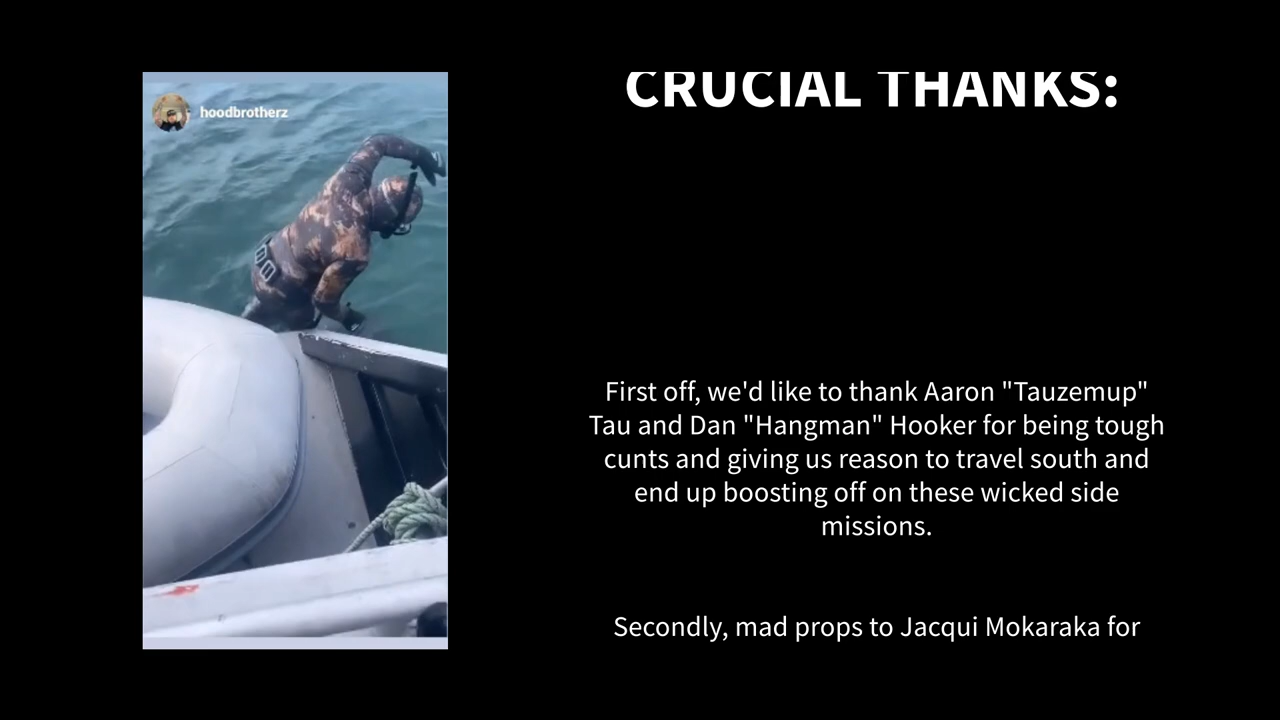 hoodbrotherz
CRUCIAL THANKS:
First off, we'd like to thank Aaron "Tauzemup"
Tau and Dan "Hangman" Hooker for being tough
cunts and giving us reason to travel south and
end up boosting off on these wicked side
missions.
Secondly, mad props to Jacqui Mokaraka for